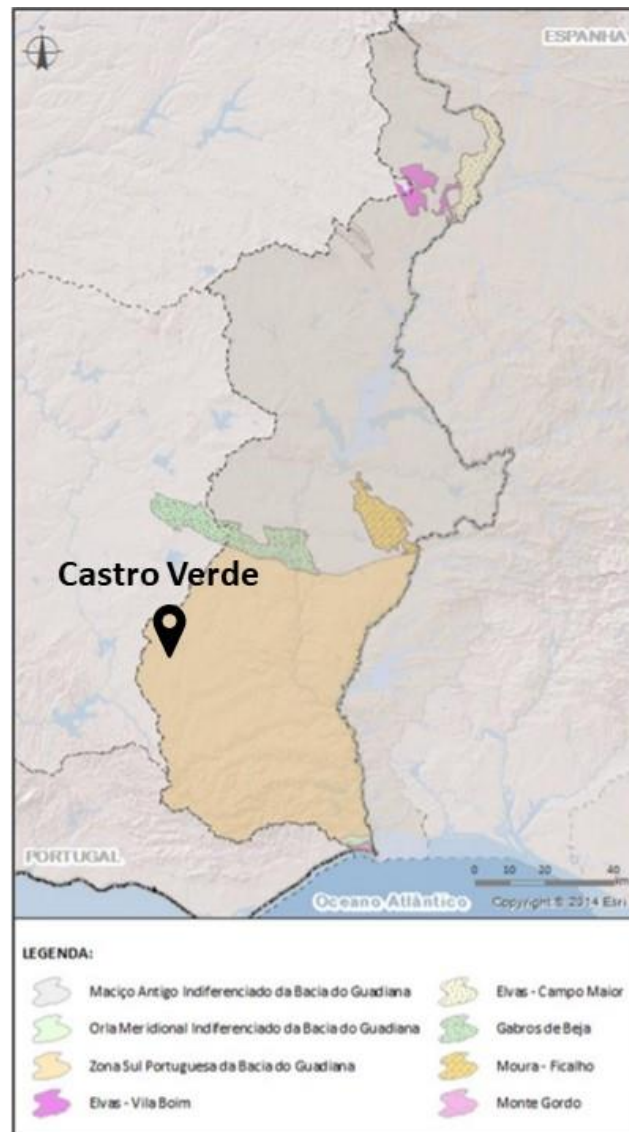 ESPANHA
Castro Verde
PORTUGAL
Oceano Atlântico
0 10 20 40
Copyright © 2014 Esri
LEGENDA:
Maciço Antigo Indiferenciado da Bacia do Guadiana
Orla Meridional Indiferenciado da Bacia do Guadiana
Zona Sul Portuguesa da Bacia do Guadiana
Elvas - Vila Boim
Elvas - Campo Maior
Gabros de Beja
Moura - Ficalho
Monte Gordo